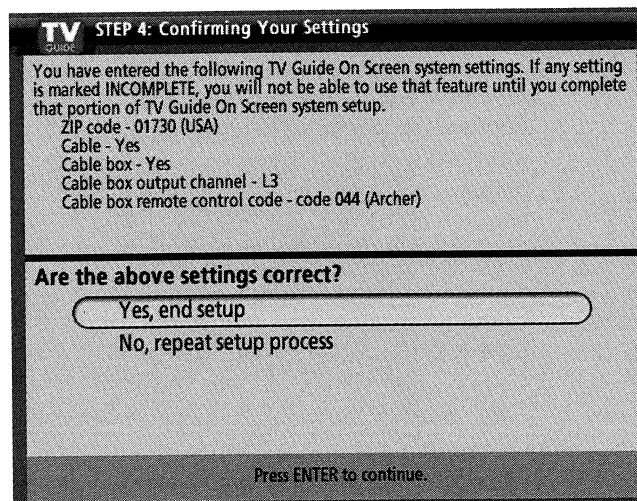 TV
GUIDE
STEP 4: Confirming Your Settings
You have entered the following TV Guide On Screen system settings. If any setting
is marked INCOMPLETE, you will not be able to use that feature until you complete
that portion of TV Guide On Screen system setup.
ZIP code - 01730 (USA)
Cable - Yes
Cable box - Yes
Cable box output channel - L3
Cable box remote control code - code 044 (Archer)
Are the above settings correct?
Yes, end setup
No, repeat setup process
Press ENTER to continue.